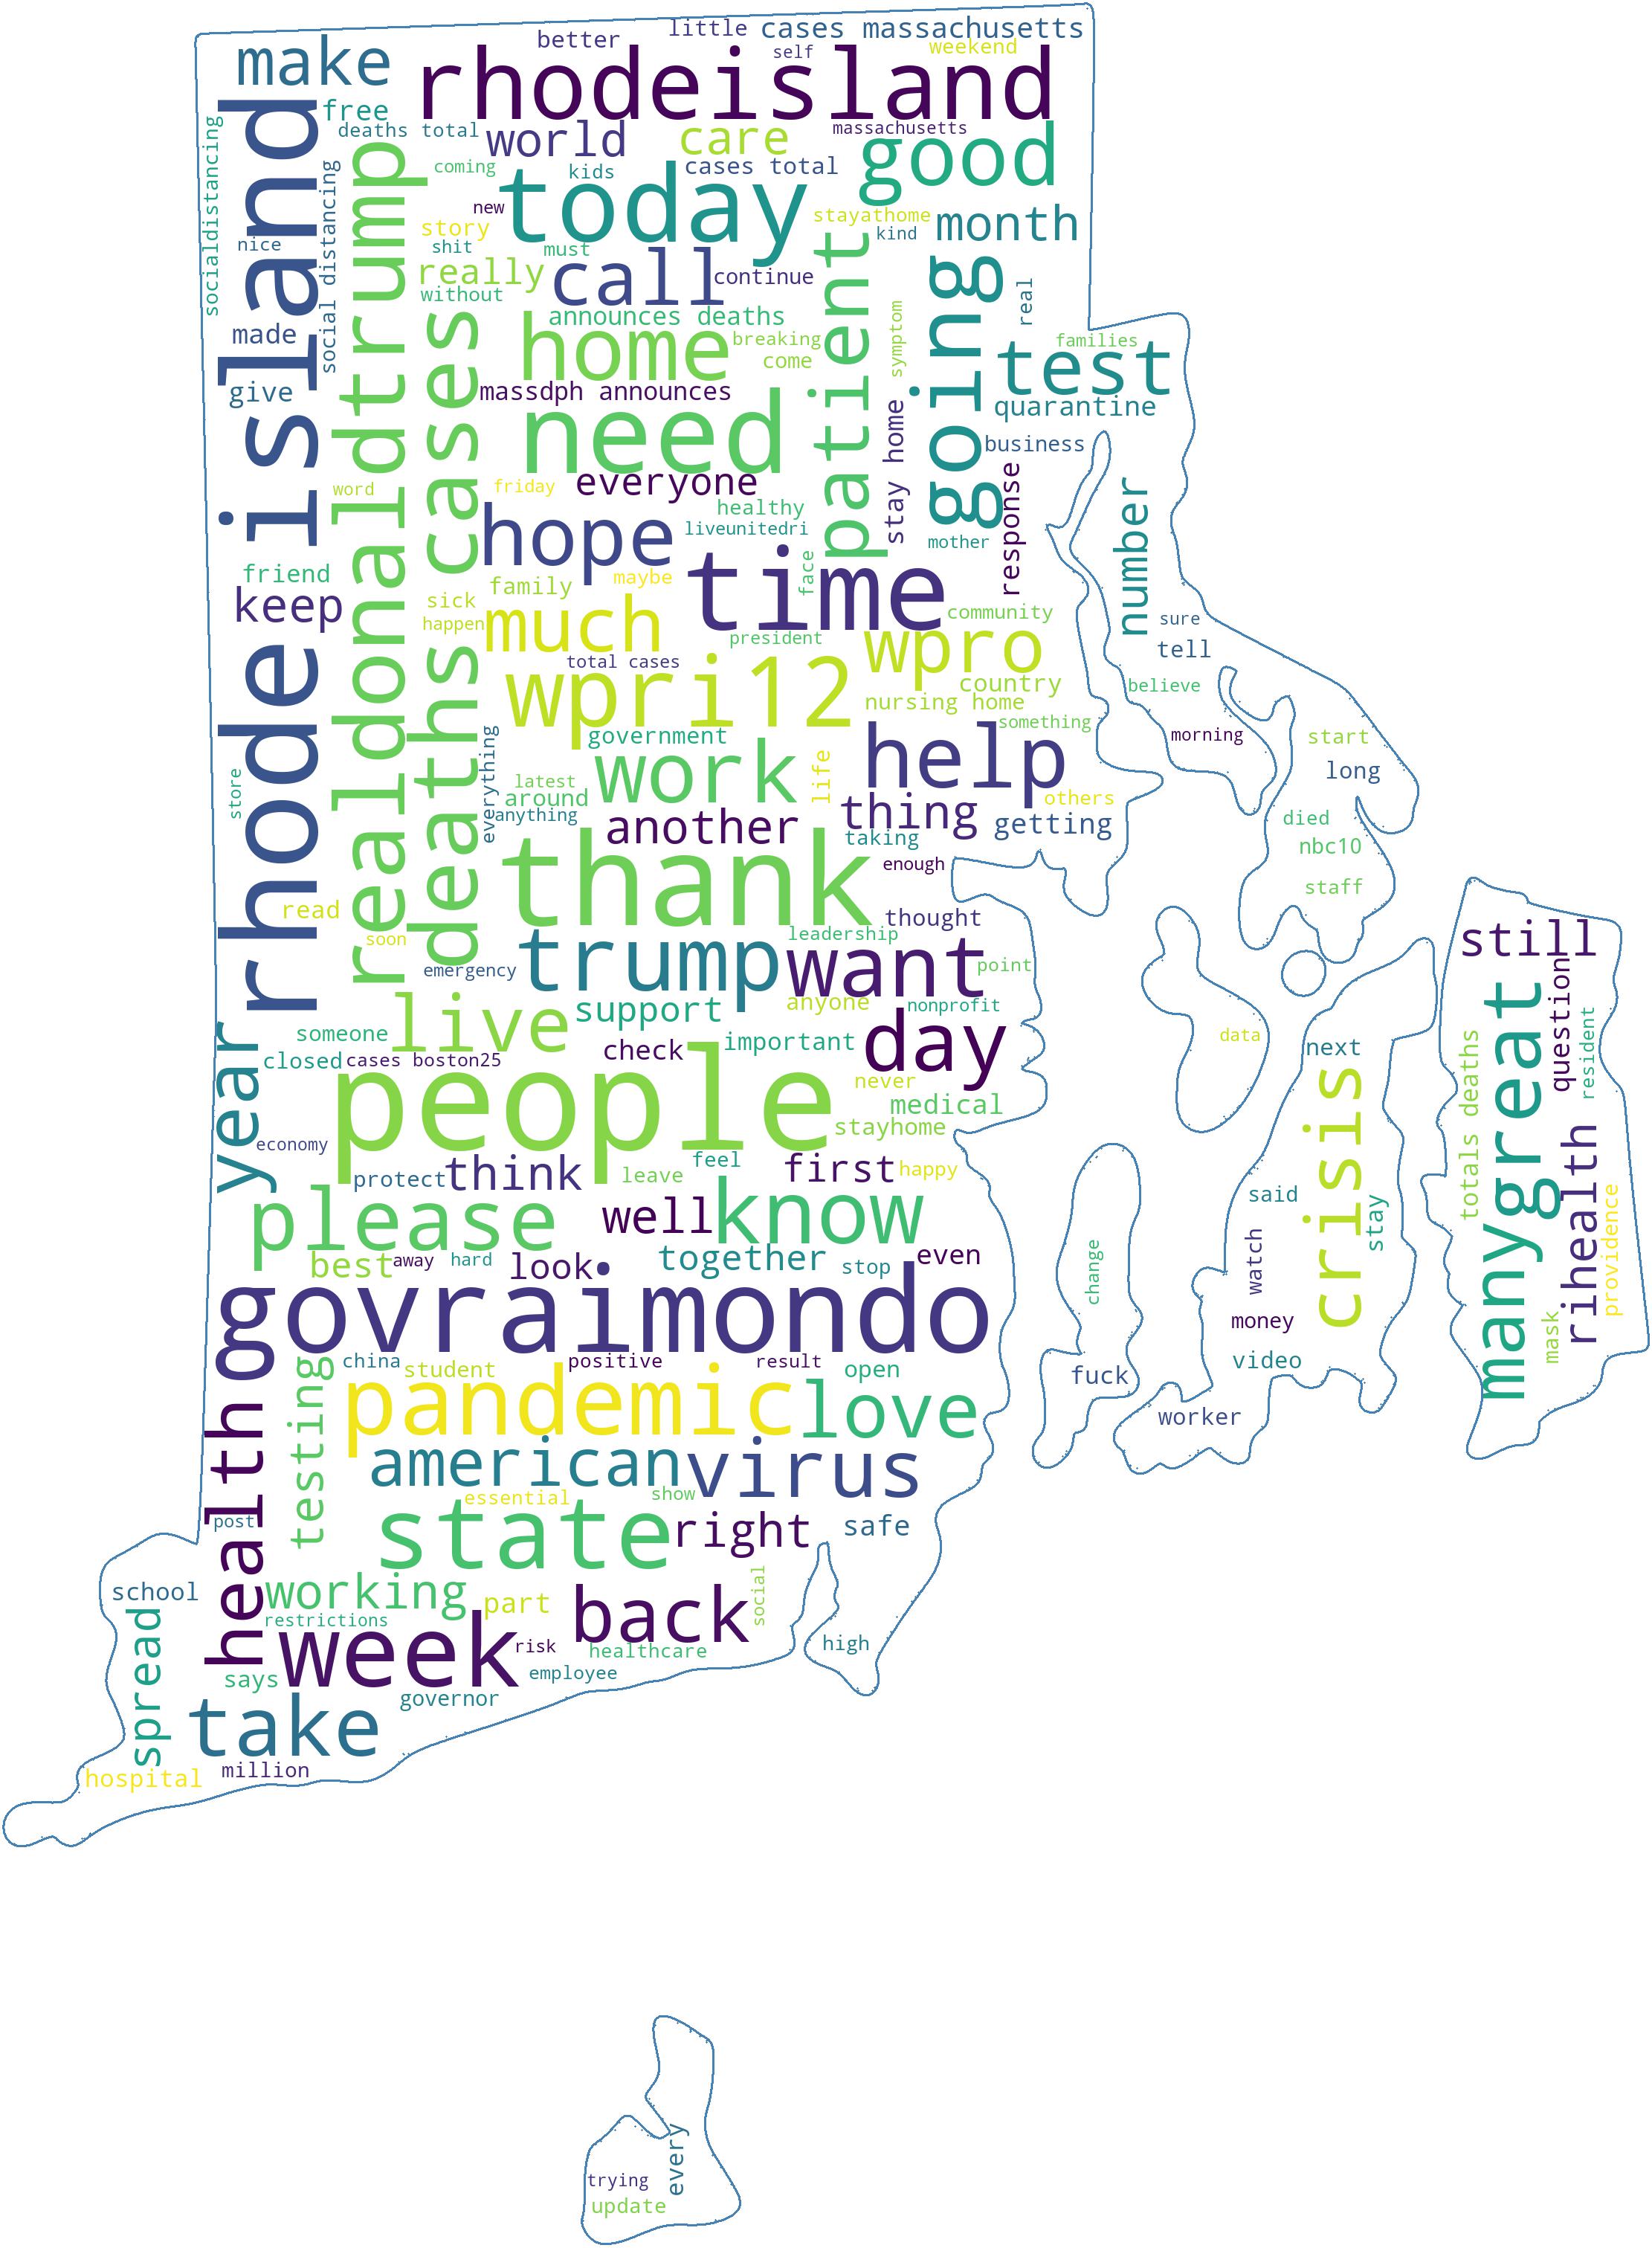 little
cases massachusetts
better
self
weekend
make
rhodeisland
free
deaths total
world
care
massachusetts
good
socialdistancing
rhode island
social distancing
realdonaldtrump
coming
kids
cases total
today
new
story
stayathome
month
kind
nice
shit
must
really
call
continue
without
patient
going
real
made
announces deaths
deaths cases
home
breaking
come
symptom
families
test
give
massdph announces
quarantine
need
stay home
business
word
friday
everyone
response
number
hope
healthy
liveunitedri
mother
time
face
friend
keep
family
maybe
sick
happen
much
president
community
wpro
sure
tell
total cases
wpri12
country
nursing home
believe
something
morning
everything
government
help
start
store
latest
work
life
long
around
anything
another
thing
others
getting
taking
died
thank
enough
nbc10
staff
read
soon
thought
leadership
still
emergency
trump
want
point
question
manygreat
someone
live
support
anyone
nonprofit
day
resident
year
closed
cases boston25
check
important
data
next
totals deaths
people
never
medical
stayhome
crisis
economy
feel
first
happy
rihealth
protect
think
leave
please
well
know
said
stay
providence
best
away
hard
look
together
stop
even
watch
change
govraimondo
money
mask
testing
china
student
positive
result
open
fuck
video
health
pandemic
love
worker
american
virus
essential
show
post
state
right
safe
school
working
part
back
social
spread
restrictions
week
risk
healthcare
high
says
employee
take
governor
hospital
million
every
trying
update